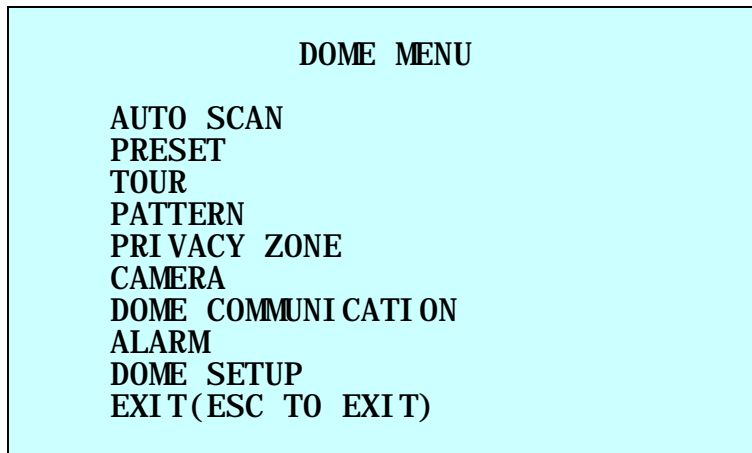 DOME MENU
AUTO SCAN
PRESET
TOUR
PATTERN
PRIVACY ZONE
CAMERA
DOME COMMUNICATION
ALARM
DOME SETUP
EXIT(ESC TO EXIT)